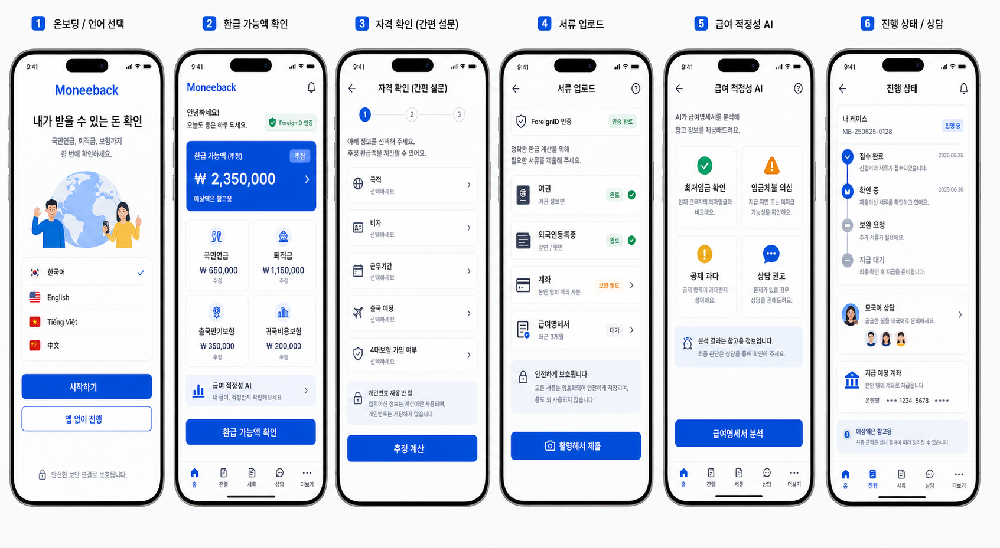 1 온보딩 / 언어 선택
9:41
Moneeback
내가 받을 수 있는 돈 확인
국민연금, 퇴직금, 보험까지
한 번에 확인하세요.
한국어
English
Tiếng Việt
中文
시작하기
앱 없이 진행
안전한 보안 연결로 보호됩니다.
2 환급 가능액 확인
9:41
Moneeback
안녕하세요!
오늘도 좋은 하루 되세요.
ForeignID 인증
환급 가능액 (추정)
추정
₩ 2,350,000
예상액은 참고용
국민연금
₩ 650,000
추정
퇴직금
₩ 1,150,000
추정
출국만기보험
₩ 350,000
추정
귀국비용보험
₩ 200,000
추정
급여 적정성 AI
내 급여, 적정한지 확인해보세요
환급 가능액 확인
홈
진행
서류
상담
더보기
3 자격 확인 (간편 설문)
9:41
자격 확인 (간편 설문)
1
2
3
아래 정보를 선택해 주세요.
추정 환급액을 계산할 수 있어요.
국적
선택하세요
비자
선택하세요
근무기간
선택하세요
출국 예정
선택하세요
4대보험 가입 여부
선택하세요
개인번호 저장 안 함
입력하신 정보는 계산에만 사용되며,
개인번호는 저장하지 않습니다.
추정 계산
4 서류 업로드
9:41
서류 업로드
ForeignID 인증
인증 완료
정확한 환급 계산을 위해
필요한 서류를 제출해 주세요.
여권
여권 정보면
완료
외국인등록증
앞면 / 뒷면
완료
계좌
본인 명의 계좌 사본
보완 필요
급여명세서
최근 3개월
대기
안전하게 보호됩니다
모든 서류는 암호화되어 안전하게 저장되며,
용도 외 사용되지 않습니다.
촬영해서 제출
5 급여 적정성 AI
9:41
급여 적정성 AI
AI가 급여명세서를 분석해
참고 정보를 제공해드려요.
최저임금 확인
현재 근무지의 최저임금과
비교해요.
임금체불 의심
지급 지연 또는 미지급
가능성을 확인해요.
공제 과다
공제 항목이 과다한지
살펴봐요.
상담 권고
문제가 있을 경우
상담을 권해드려요.
분석 결과는 참고용 정보입니다.
최종 판단은 상담을 통해 확인해 주세요.
급여명세서 분석
홈
진행
서류
상담
더보기
6 진행 상태 / 상담
9:41
진행 상태
내 케이스
MB-250625-0128
진행 중
접수 완료
2025.06.25
신청서와 서류가 접수되었습니다.
확인 중
2025.06.26
제출하신 서류를 확인하고 있어요.
보완 요청
추가 서류가 필요해요.
지급 대기
최종 확인 후 지급을 준비합니다.
모국어 상담
궁금한 점을 모국어로 문의하세요.
지급 예정 계좌
본인 명의 계좌로 지급됩니다.
은행명 *** 1234 5678 ****
예상액은 참고용
최종 금액은 심사 결과에 따라 달라질 수 있습니다.
홈
진행
서류
상담
더보기